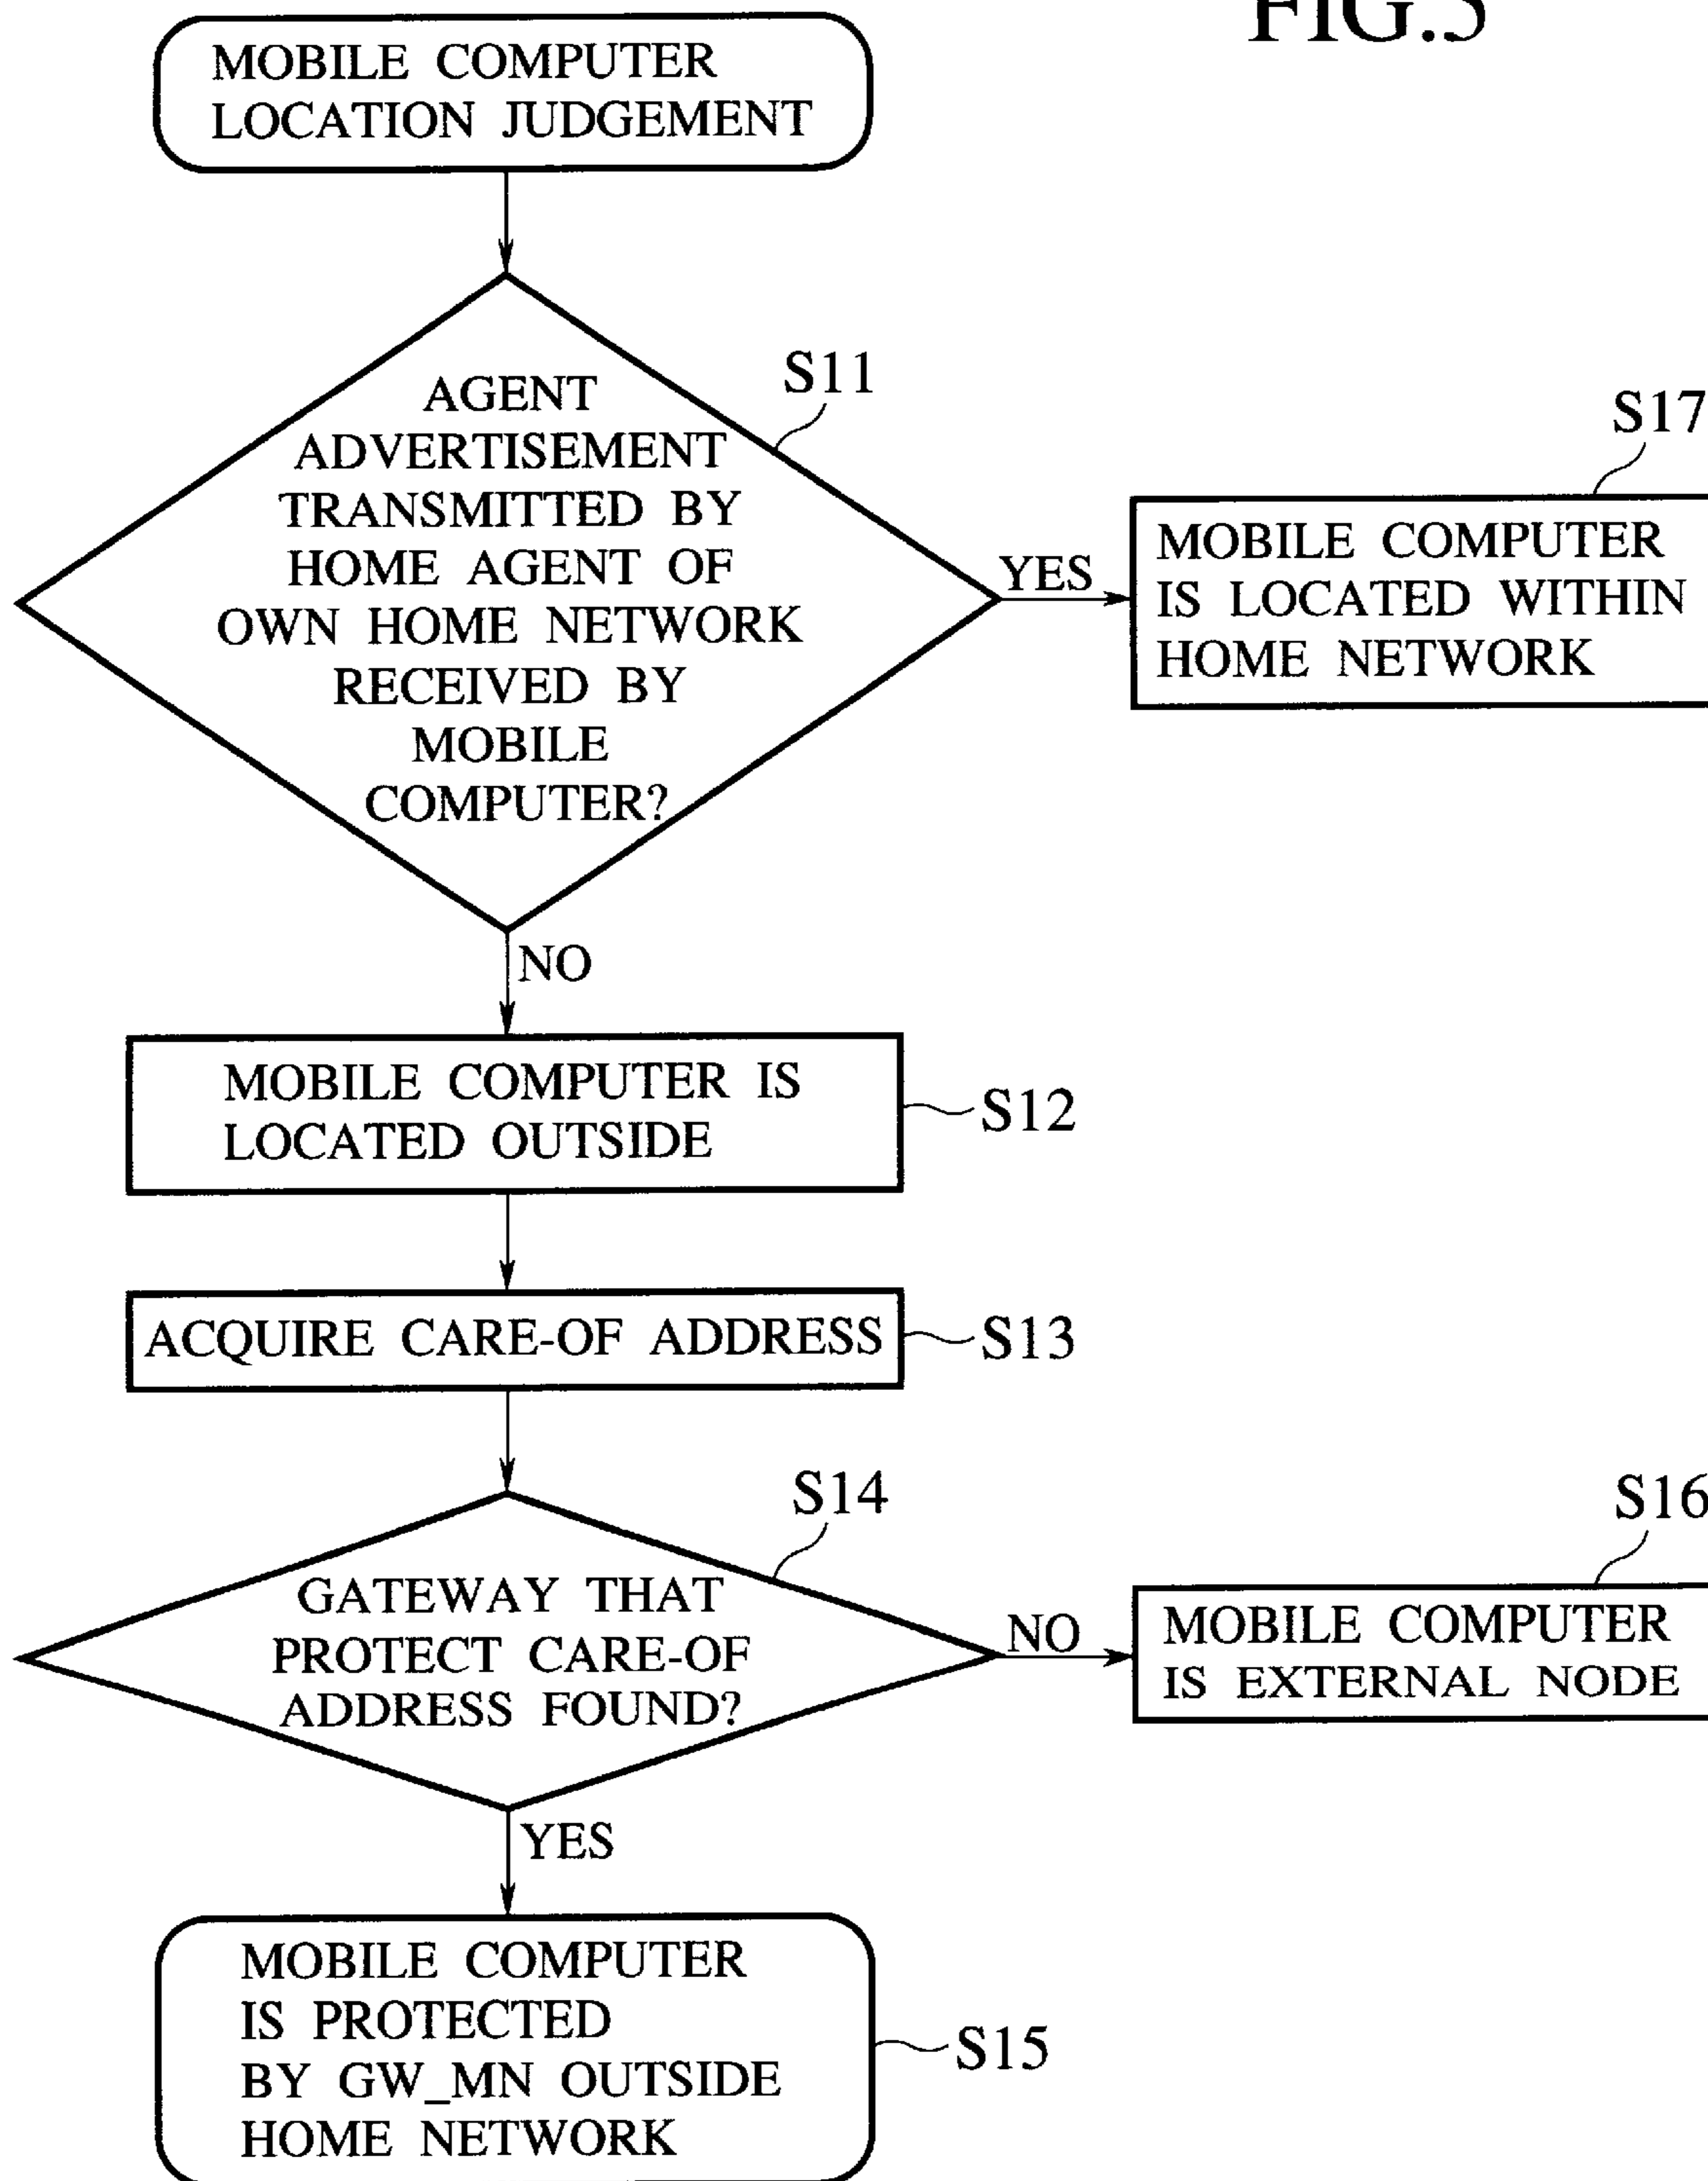 FIG.5
MOBILE COMPUTER
LOCATION JUDGEMENT
S11
AGENT
ADVERTISEMENT
TRANSMITTED BY
HOME AGENT OF
OWN HOME NETWORK
RECEIVED BY
MOBILE
COMPUTER?
YES
S17
MOBILE COMPUTER
IS LOCATED WITHIN
HOME NETWORK
NO
MOBILE COMPUTER IS
LOCATED OUTSIDE
S12
ACQUIRE CARE-OF ADDRESS
S13
S14
GATEWAY THAT
PROTECT CARE-OF
ADDRESS FOUND?
NO
S16
MOBILE COMPUTER
IS EXTERNAL NODE
YES
MOBILE COMPUTER
IS PROTECTED
BY GW_MN OUTSIDE
HOME NETWORK
S15